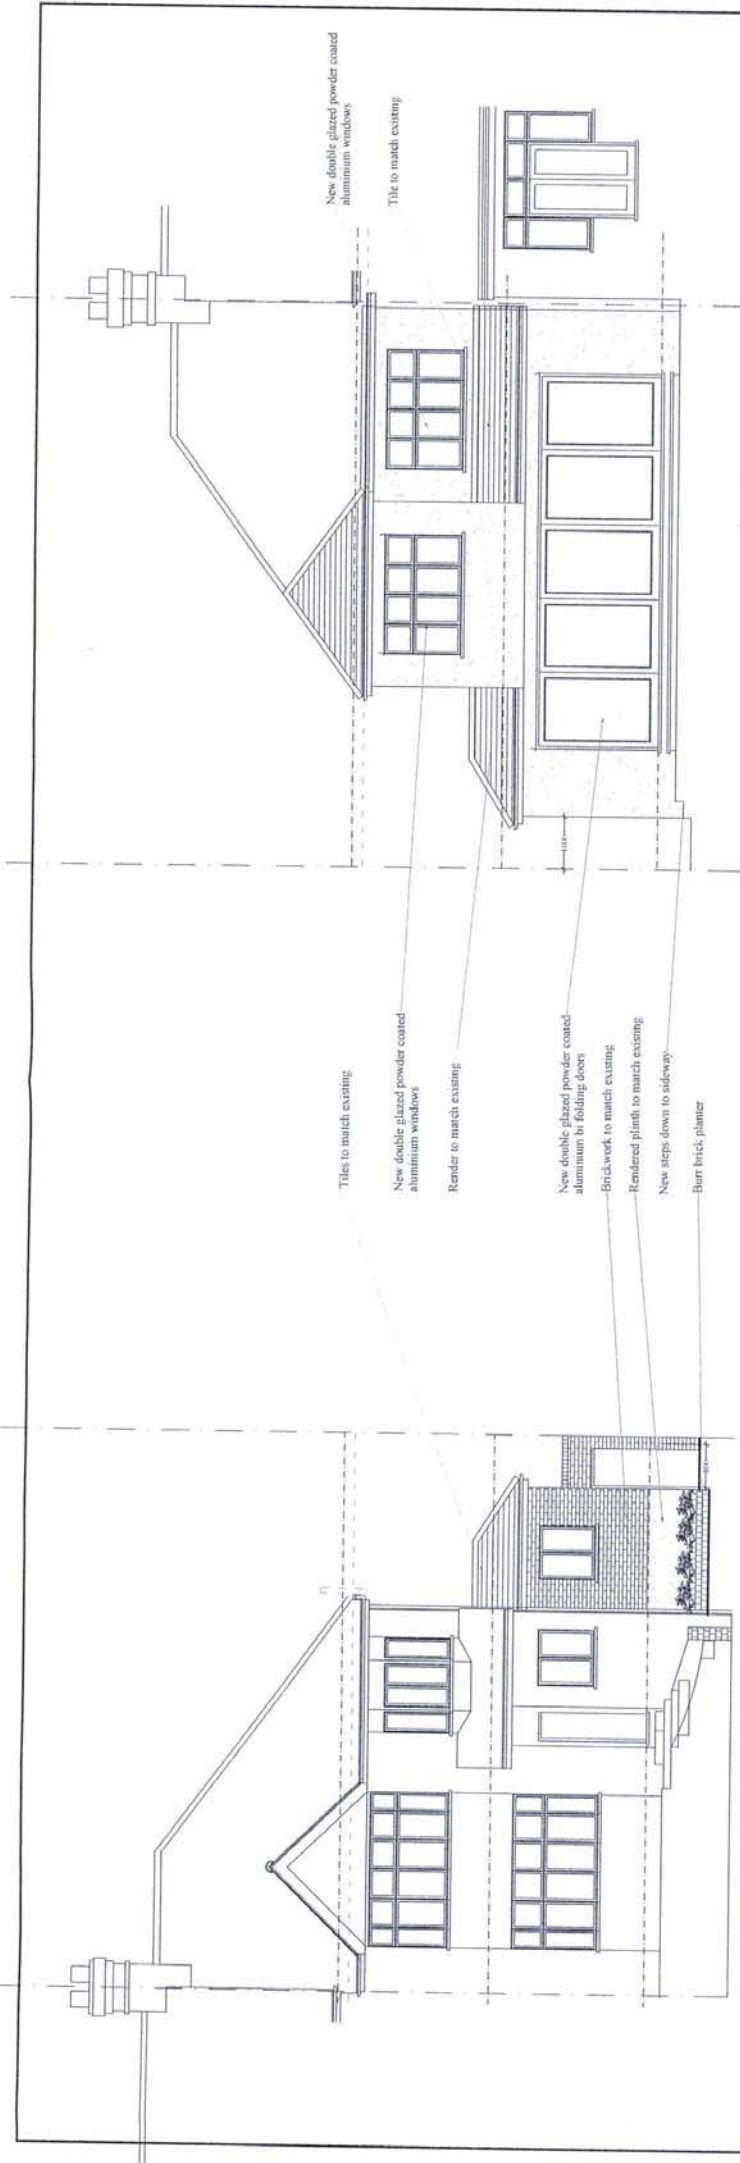 New double glazed powder coated
aluminium windows
Tile to match existing
Tiles to match existing
New double glazed powder coated
aluminium windows
Render to match existing
New double glazed powder coated
aluminium bi folding doors
Brickwork to match existing
Rendered plinth to match existing
New steps down to sideway
Burr brick planter